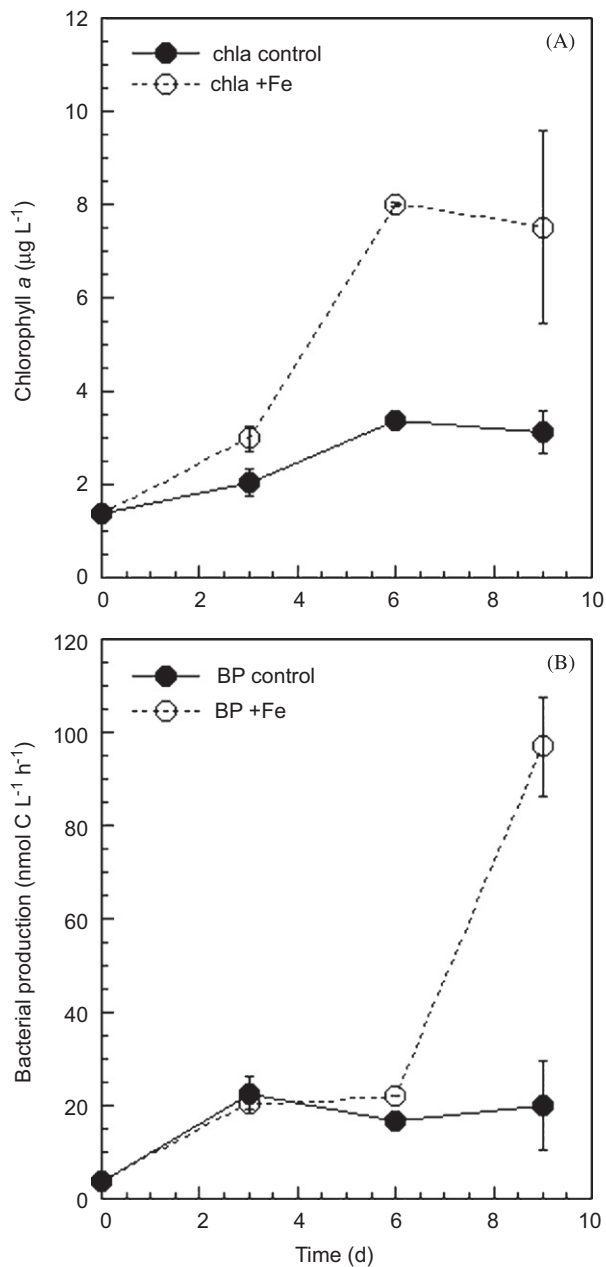 12
10
8
6
4
2
0
Chlorophyll a (µg L-1)
chla control
chla +Fe
(A)
0 2 4 6 8 10
120
100
80
60
40
20
0
Bacterial production (nmol C L-1 h-1)
BP control
BP +Fe
(B)
0 2 4 6 8 10
Time (d)